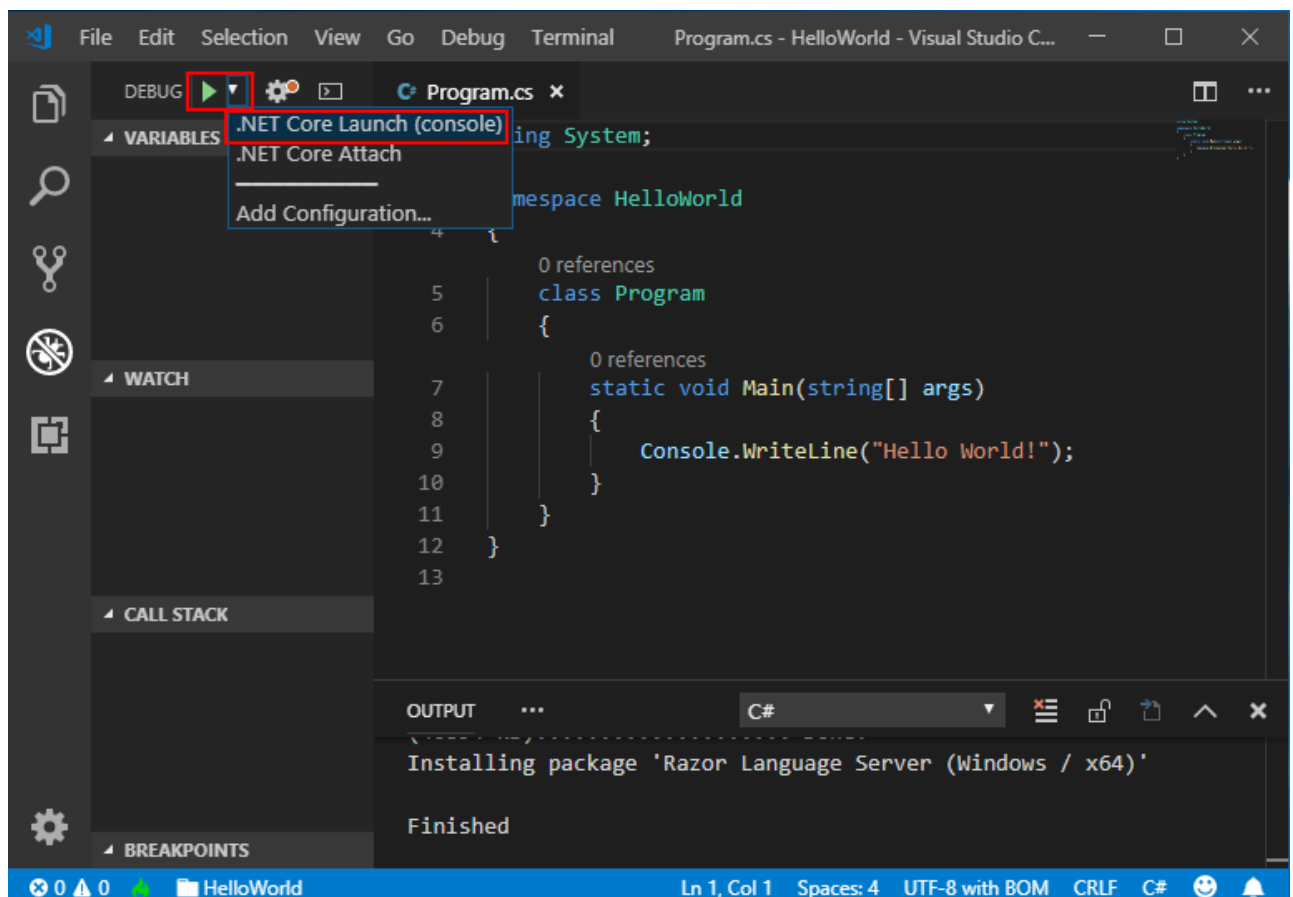 File Edit Selection View Go Debug Terminal Program.cs - HelloWorld - Visual Studio C...
DEBUG
Program.cs
.NET Core Launch (console)
.NET Core Attach
Add Configuration...
VARIABLES
WATCH
CALL STACK
BREAKPOINTS
ing System;
mespace HelloWorld
4 {
0 references
5 class Program
6 {
0 references
7 static void Main(string[] args)
8 {
9 Console.WriteLine("Hello World!");
10 }
11 }
12 }
13
OUTPUT ... C#
Installing package 'Razor Language Server (Windows / x64)'
Finished
0 0 HelloWorld Ln 1, Col 1 Spaces: 4 UTF-8 with BOM CRLF C#